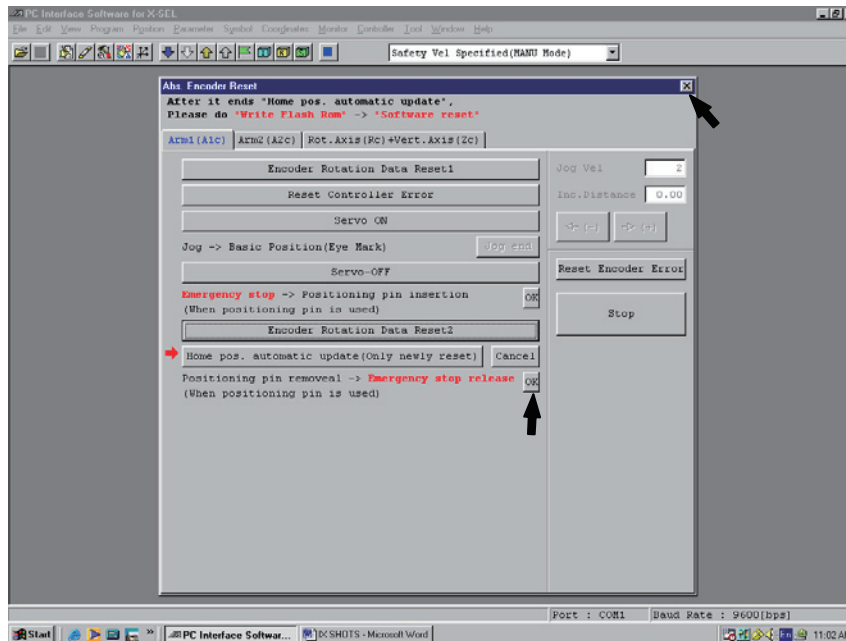 PC Interface Software for X-SEL
File Edit View Program Position Parameter Symbol Coordinates Monitor Controller Tool Window Help
Safety Vel Specified(MANU Mode)
Abs. Encoder Reset
After it ends "Home pos. automatic update",
Please do "Write Flash Rom" -> "Software reset"
Arm1(A1c) Arm2(A2c) Rot.Axis(Rc)+Vert.Axis(Zc)
Encoder Rotation Data Reset1
Jog Vel 2
Reset Controller Error
Inc.Distance 0.00
Servo ON
(-) (+)
Jog -> Basic Position(Eye Mark) Jog end
Servo-OFF
Reset Encoder Error
Emergency stop -> Positioning pin insertion OK
(When positioning pin is used)
Stop
Encoder Rotation Data Reset2
Home pos. automatic update(Only newly reset) Cancel
Positioning pin removeal -> Emergency stop release OK
(When positioning pin is used)
Port : COM1 Baud Rate : 9600[bps]
Start » PC Interface Softwar... IX SHOTS - Microsoft Word En 11:02 A